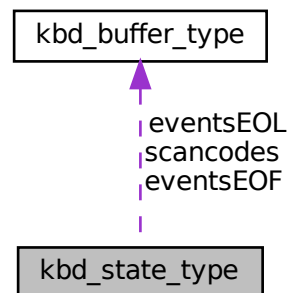 kbd_buffer_type
eventsEOL
scancodes
eventsEOF
kbd_state_type